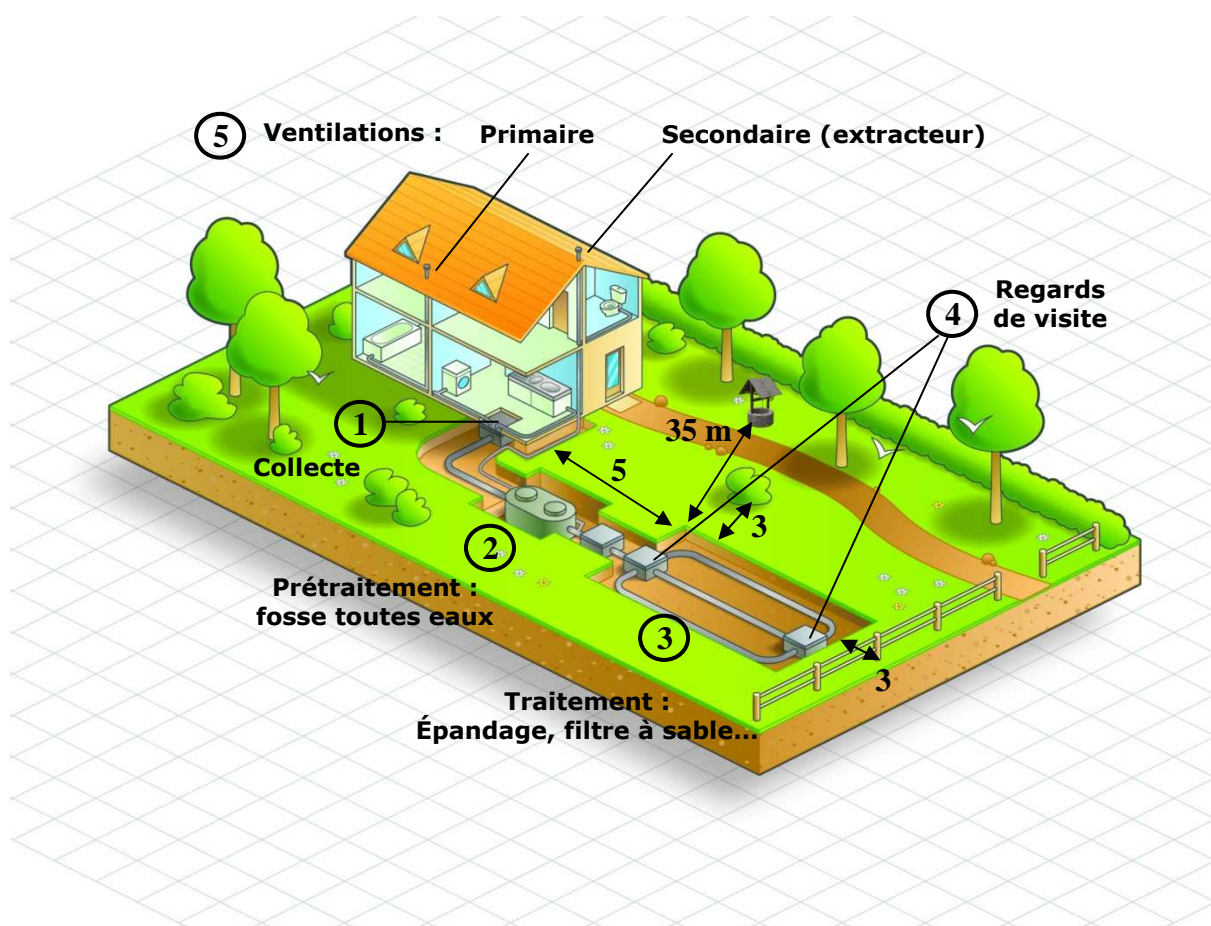 5 Ventilations : Primaire Secondaire (extracteur)
4 Regards
de visite
1
Collecte
35 m
5
3
2
Prétraitement :
fosse toutes eaux
3
3
Traitement :
Épandage, filtre à sable...